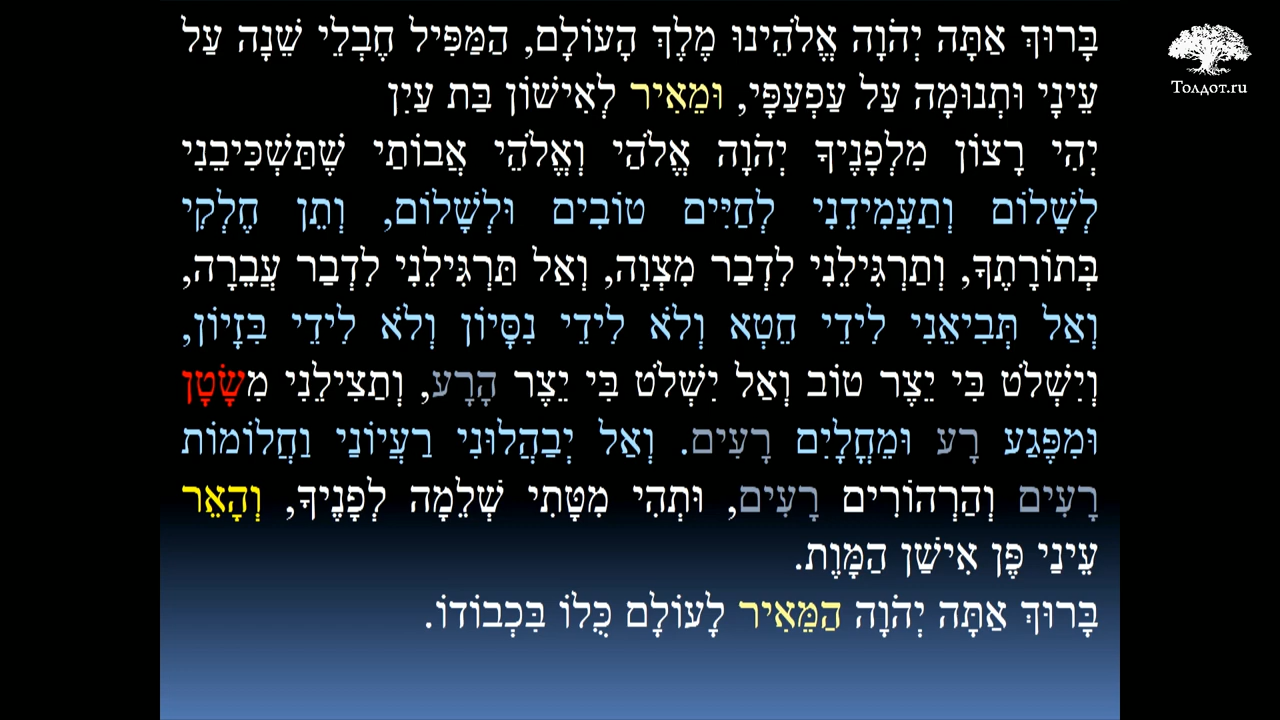 בָּרוּךְ אַתָּה יְהֹוָה אֱלֹהֵינוּ מֶלֶךְ הָעוֹלָם, הַמַּפִּיל חֶבְלֵי שֵׁנָה עַל
עֵינָי וּתְנוּמָה עַל עַפְעַפָּי, וּמֵאִיר לְאִישׁוֹן בַּת עַיִן
יְהִי רָצוֹן מִלְּפָנֶיךָ יְהֹוָה אֱלֹהַי וְאֱלֹהֵי אֲבוֹתַי שֶׁתַּשְׁכִּיבֵנִי
לְשָׁלוֹם וְתַעֲמִידֵנִי לְחַיִּים טוֹבִים וּלְשָׁלוֹם, וְתֵן חֶלְקִי
בְּתוֹרָתֶךָ, וְתַרְגִּילֵנִי לִדְבַר מִצְוָה, וְאַל תַּרְגִּילֵנִי לִדְבַר עֲבֵרָה,
וְאַל תְּבִיאֵנִי לִידֵי חֵטְא וְלֹא לִידֵי נִסָּיוֹן וְלֹא לִידֵי בִּזָיוֹן,
וְיִשְׁלֹט בִּי יֵצֶר טוֹב וְאַל יִשְׁלֹט בִּי יֵצֶר הָרָע, וְתַצִילֵנִי מִשָּׂטָן
וּמִפֶּגַע רָע וּמֵחֳלָיִם רָעִים. וְאַל יְבַהֲלוּנִי רַעְיוֹנַי וַחֲלוֹמוֹת
רָעִים וְהַרְהוֹרִים רָעִים, וּתְהִי מִטָּתִי שְׁלֵמָה לְפָנֶיךָ, וְהָאֵר
עֵינַי פֶּן אִישַׁן הַמָּוֶת.
בָּרוּךְ אַתָּה יְהֹוָה הַמֵּאִיר לָעוֹלָם כֻּלּוֹ בִּכְבוֹדוֹ.
Толдот.ru